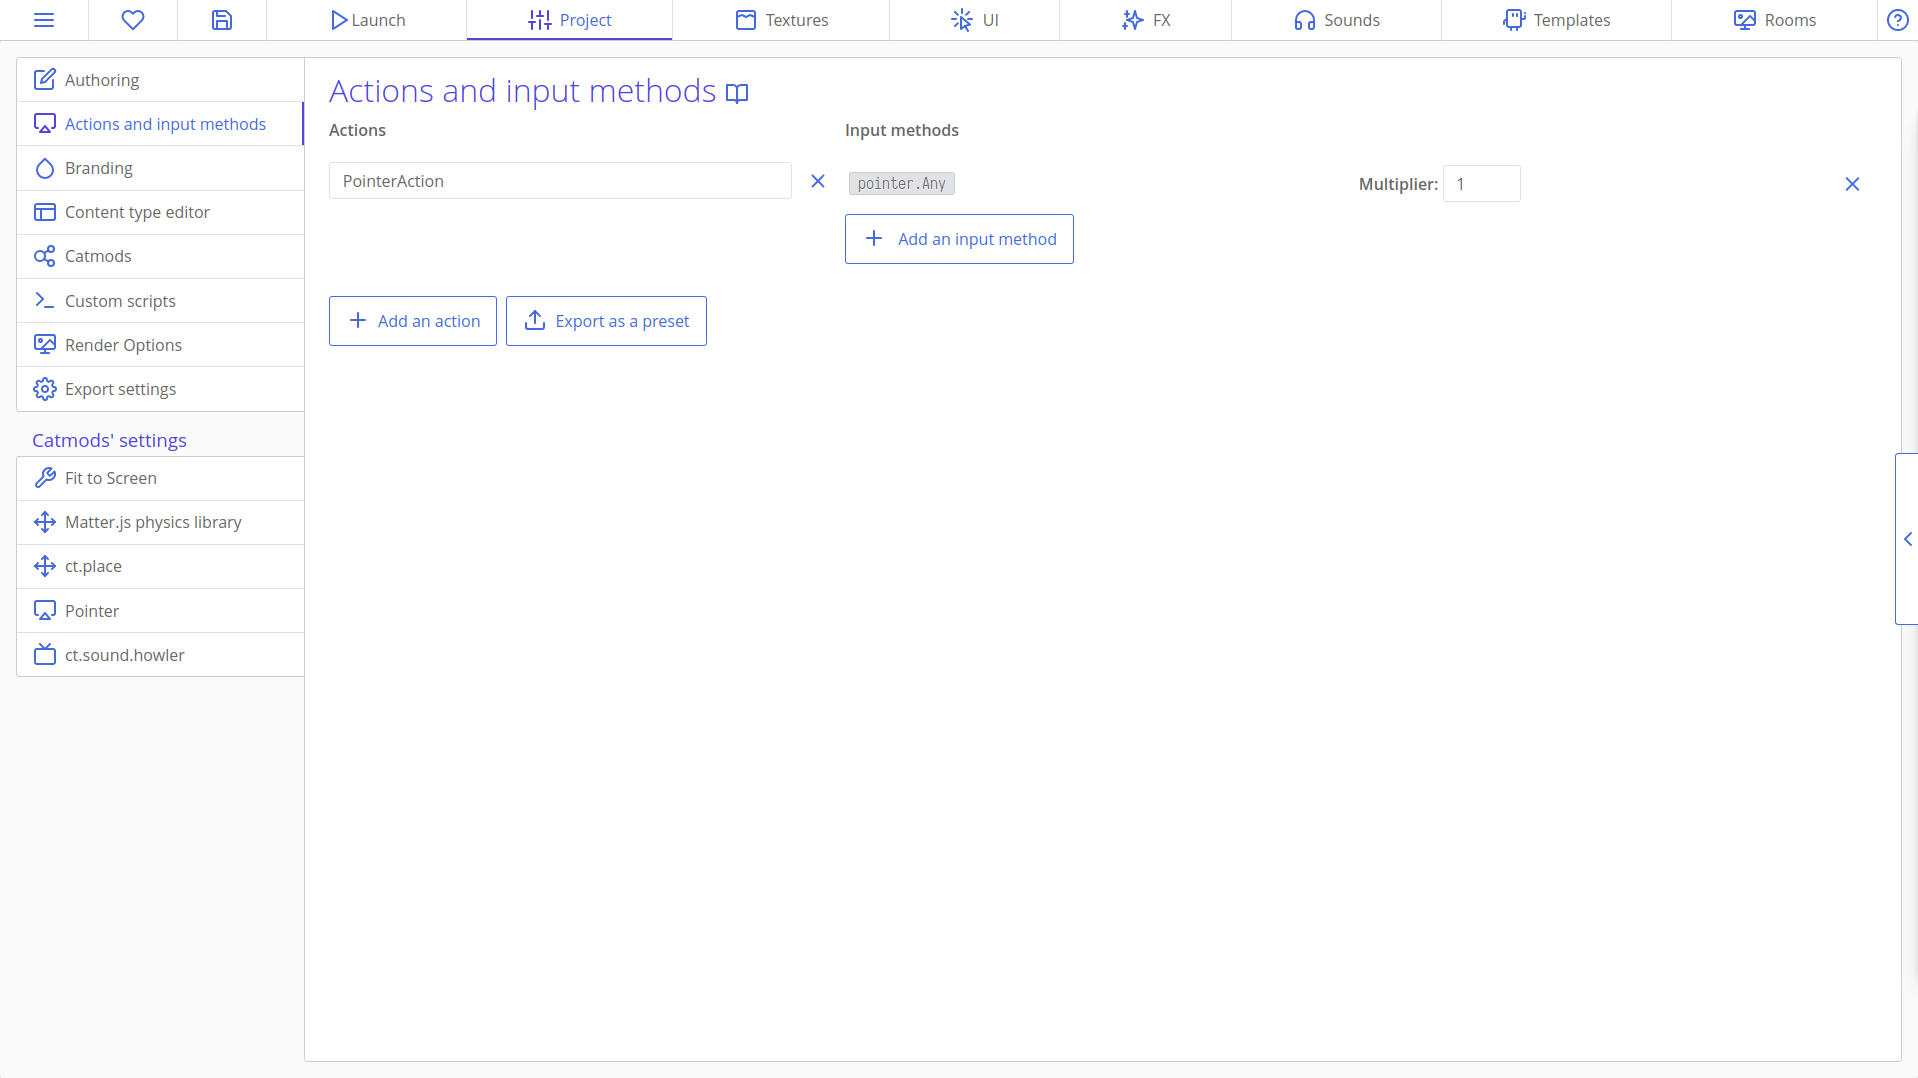 Launch
Project
Textures
UI
FX
Sounds
Templates
Rooms
Authoring
Actions and input methods
Branding
Content type editor
Catmods
Custom scripts
Render Options
Export settings
Catmods' settings
Fit to Screen
Matter.js physics library
ct.place
Pointer
ct.sound.howler
Actions and input methods
Actions
Input methods
PointerAction
pointer.Any
Multiplier: 1
Add an input method
Add an action
Export as a preset